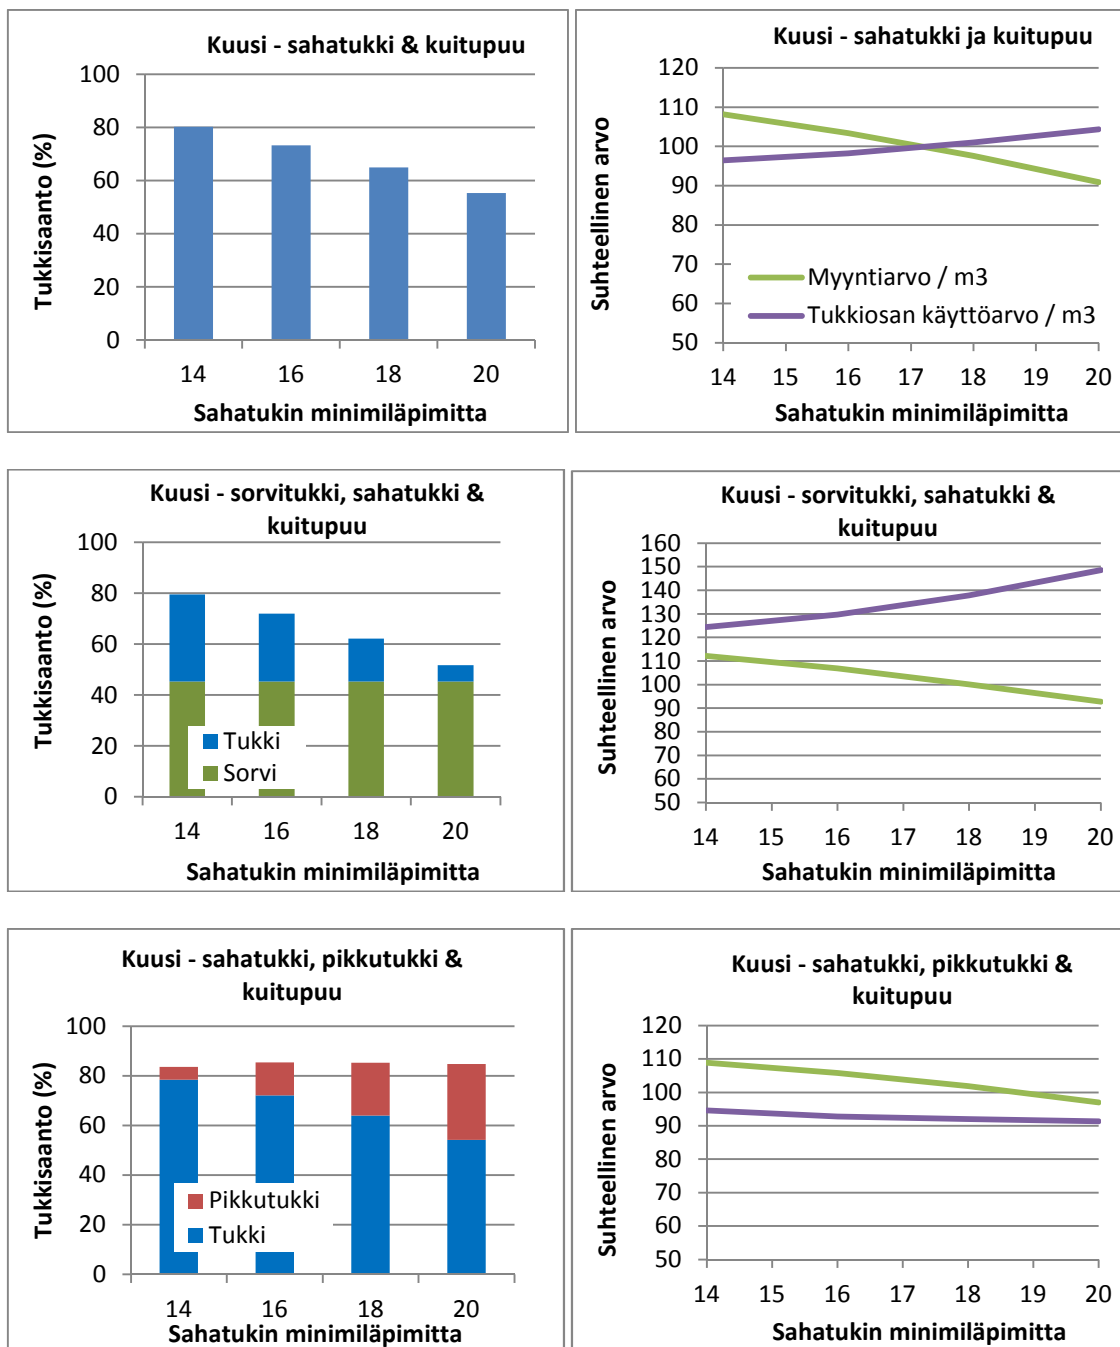 Kuusi - sahatukki & kuitupuu
100
80
60
40
20
0
Tukkisaanto (%)
14 16 18 20
Sahatukin minimiläpimitta
Kuusi - sahatukki ja kuitupuu
120
110
100
90
80
70
60
50
Suhteellinen arvo
Myyntiarvo / m3
Tukkiosan käyttöarvo / m3
14 15 16 17 18 19 20
Sahatukin minimiläpimitta
Kuusi - sorvitukki, sahatukki &
kuitupuu
100
80
60
40
20
0
Tukkisaanto (%)
Tukki
Sorvi
14 16 18 20
Sahatukin minimiläpimitta
Kuusi - sorvitukki, sahatukki &
kuitupuu
160
150
140
130
120
110
100
90
80
70
60
50
Suhteellinen arvo
14 15 16 17 18 19 20
Sahatukin minimiläpimitta
Kuusi - sahatukki, pikkutukki &
kuitupuu
100
80
60
40
20
0
Tukkisaanto (%)
Pikkutukki
Tukki
14 16 18 20
Sahatukin minimiläpimitta
Kuusi - sahatukki, pikkutukki &
kuitupuu
120
110
100
90
80
70
60
50
Suhteellinen arvo
14 15 16 17 18 19 20
Sahatukin minimiläpimitta